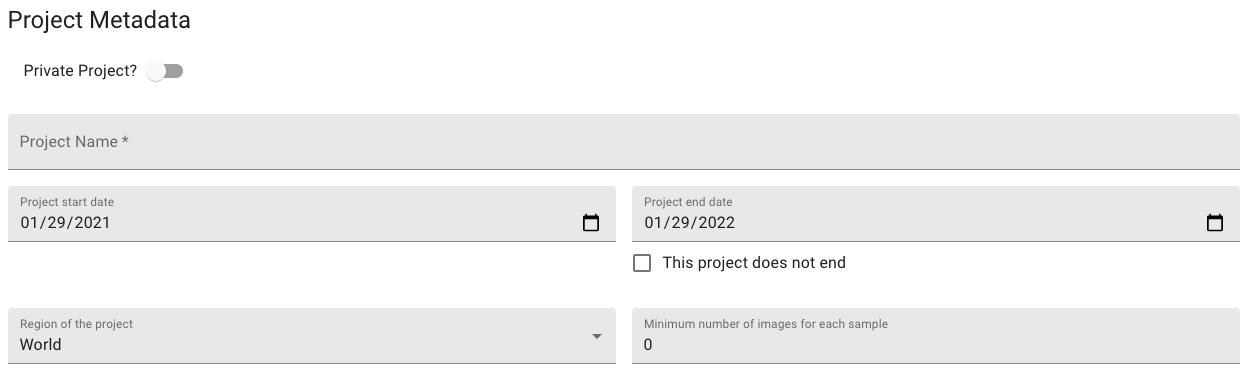 Project Metadata
Private Project?
Project Name *
Project start date
01/29/2021
Project end date
01/29/2022
This project does not end
Region of the project
World
Minimum number of images for each sample
0